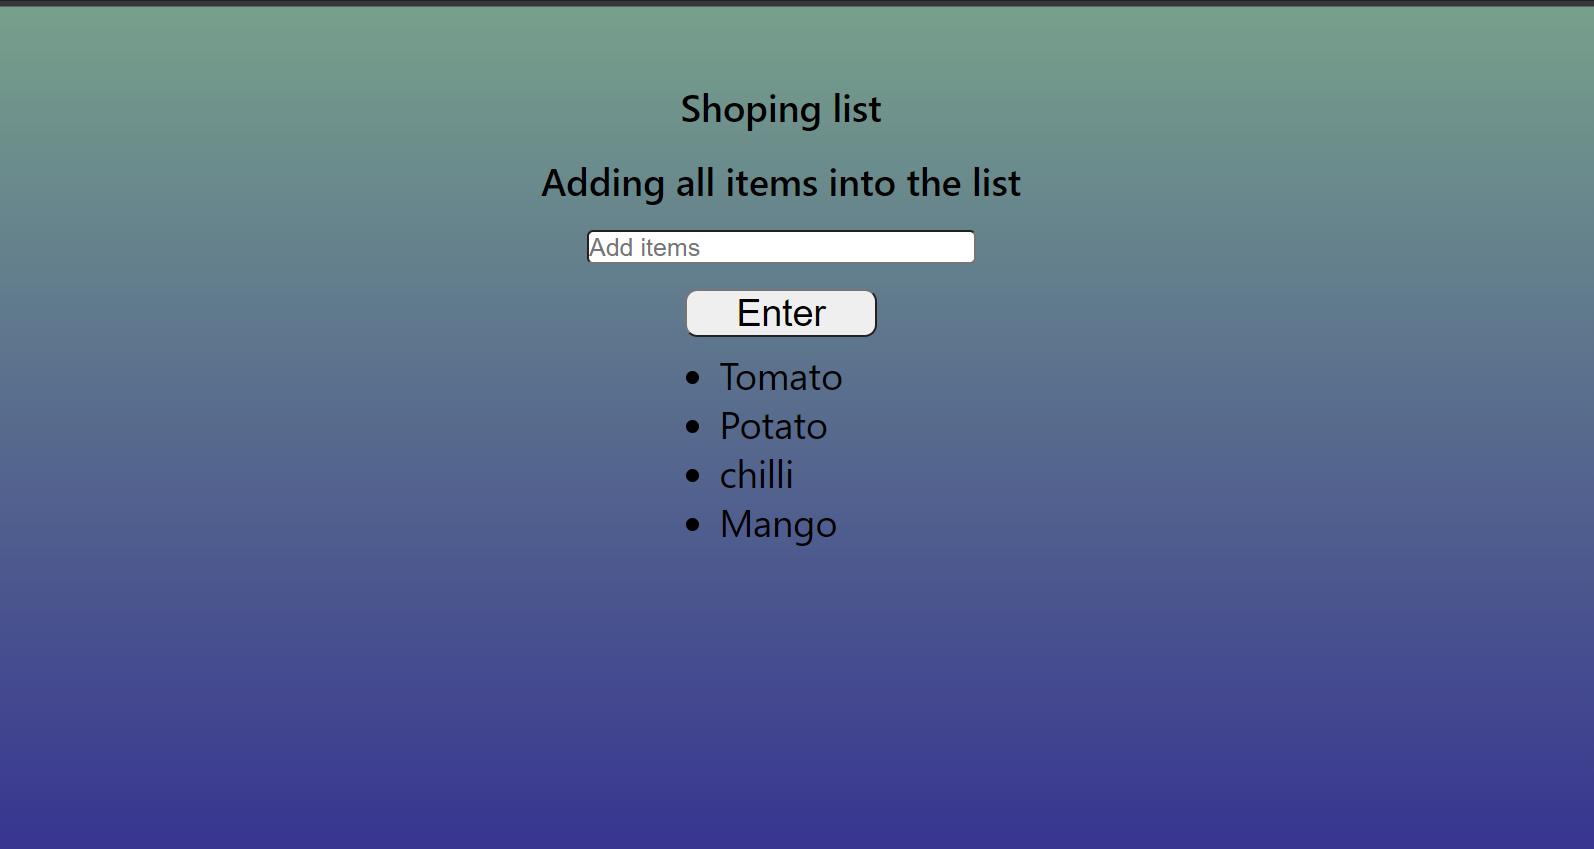 Shoping list
Adding all items into the list
Add items
Enter
Tomato
Potato
chilli
Mango